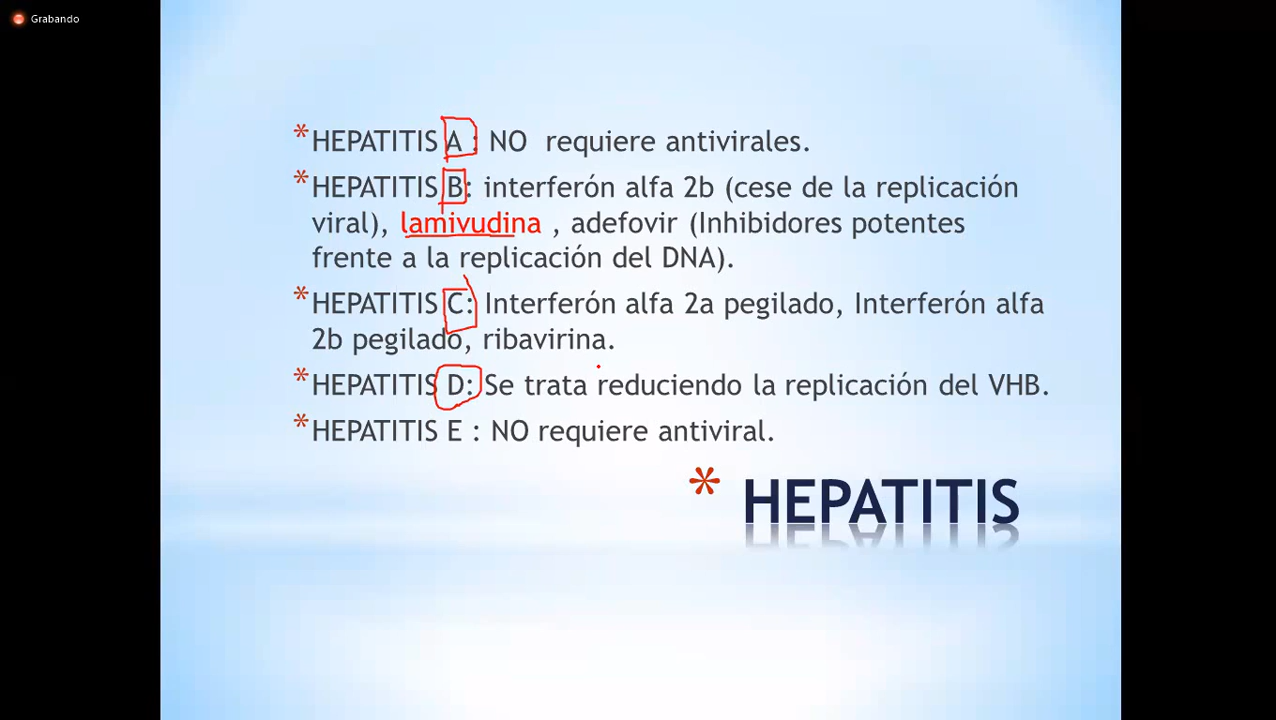 Grabando
* HEPATITIS A : NO requiere antivirales.
* HEPATITIS B: interferón alfa 2b (cese de la replicación
viral), lamivudina , adefovir (Inhibidores potentes
frente a la replicación del DNA).
* HEPATITIS C: Interferón alfa 2a pegilado, Interferón alfa
2b pegilado, ribavirina.
* HEPATITIS D: Se trata reduciendo la replicación del VHB.
* HEPATITIS E : NO requiere antiviral.
* HEPATITIS